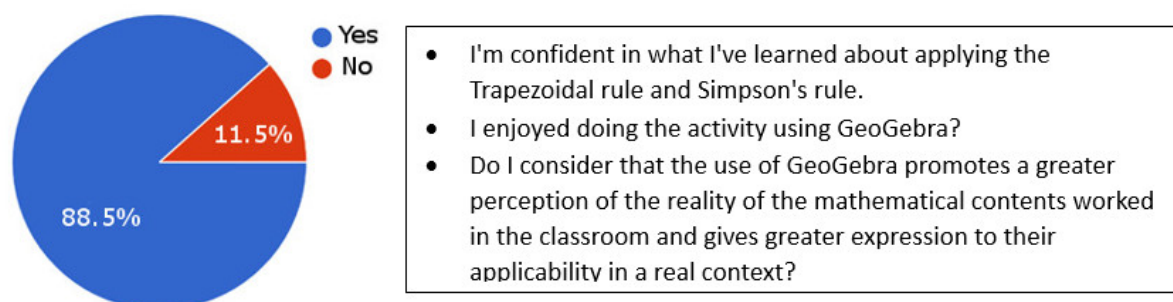 Yes
No
11.5%
88.5%
• I'm confident in what I've learned about applying the
Trapezoidal rule and Simpson's rule.
• I enjoyed doing the activity using GeoGebra?
• Do I consider that the use of GeoGebra promotes a greater
perception of the reality of the mathematical contents worked
in the classroom and gives greater expression to their
applicability in a real context?